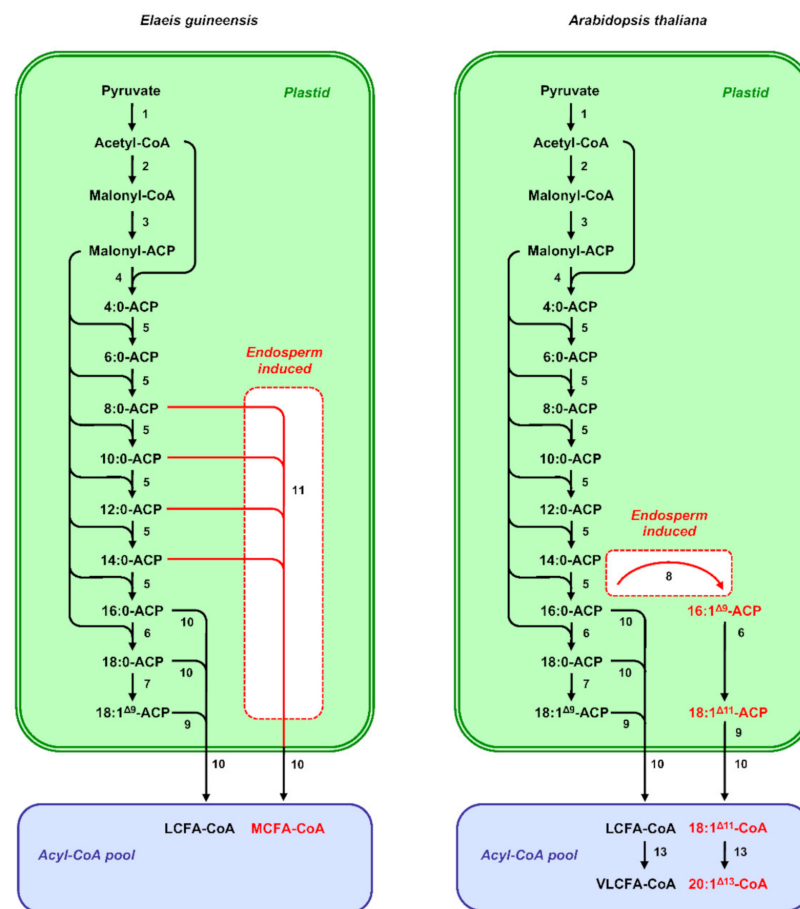 Elaeis guineensis
Plastid
Pyruvate
1
Acetyl-CoA
2
Malonyl-CoA
3
Malonyl-ACP
4
4:0-ACP
5
6:0-ACP
5
8:0-ACP
5
10:0-ACP
5
12:0-ACP
5
14:0-ACP
5
16:0-ACP
10
6
18:0-ACP
10
7
18:1Δ9-ACP
9
Endosperm
induced
11
10
10
LCFA-CoA
MCFA-CoA
Acyl-CoA pool
Arabidopsis thaliana
Plastid
Pyruvate
1
Acetyl-CoA
2
Malonyl-CoA
3
Malonyl-ACP
4
4:0-ACP
5
6:0-ACP
5
8:0-ACP
5
10:0-ACP
5
12:0-ACP
5
14:0-ACP
5
16:0-ACP
10
6
18:0-ACP
10
7
18:1Δ9-ACP
9
Endosperm
induced
8
16:1Δ9-ACP
6
18:1Δ11-ACP
9
10
10
LCFA-CoA
18:1Δ11-CoA
Acyl-CoA pool
13
13
VLCFA-CoA
20:1Δ13-CoA